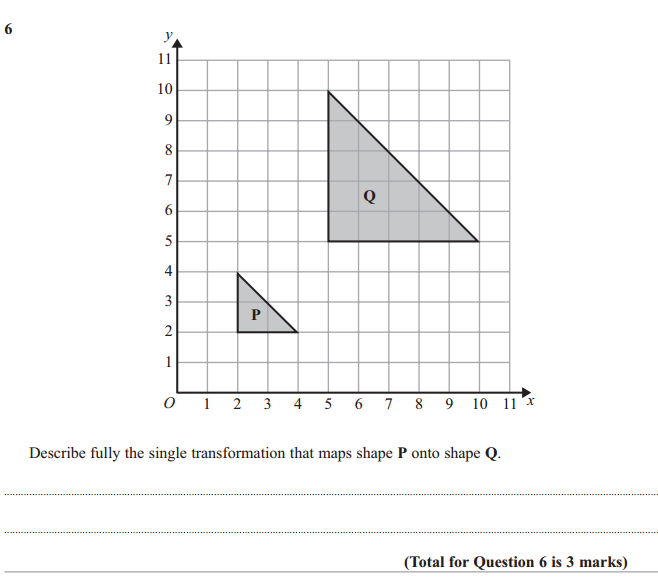 6
y
11
10
9
8
7
Q
6
5
4
3
P
2
1
O 1 2 3 4 5 6 7 8 9 10 11 x
Describe fully the single transformation that maps shape P onto shape Q.
(Total for Question 6 is 3 marks)